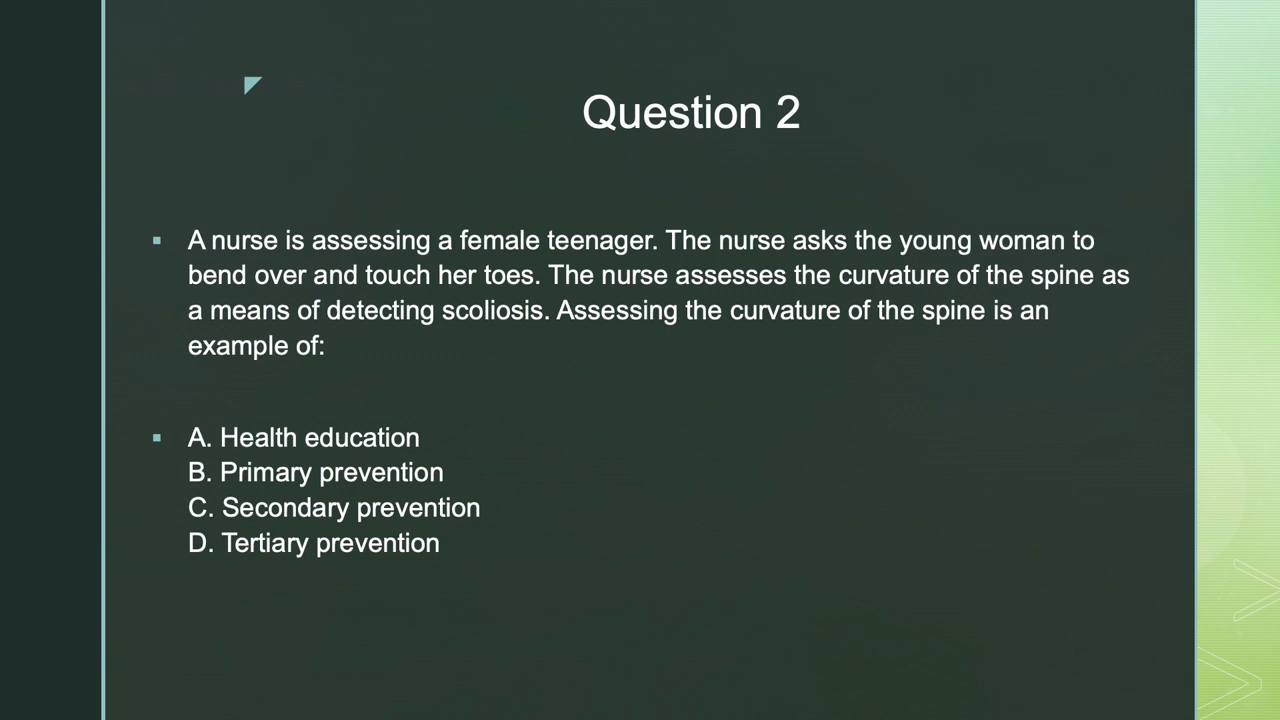 Question 2
A nurse is assessing a female teenager. The nurse asks the young woman to
bend over and touch her toes. The nurse assesses the curvature of the spine as
a means of detecting scoliosis. Assessing the curvature of the spine is an
example of:
A. Health education
B. Primary prevention
C. Secondary prevention
D. Tertiary prevention